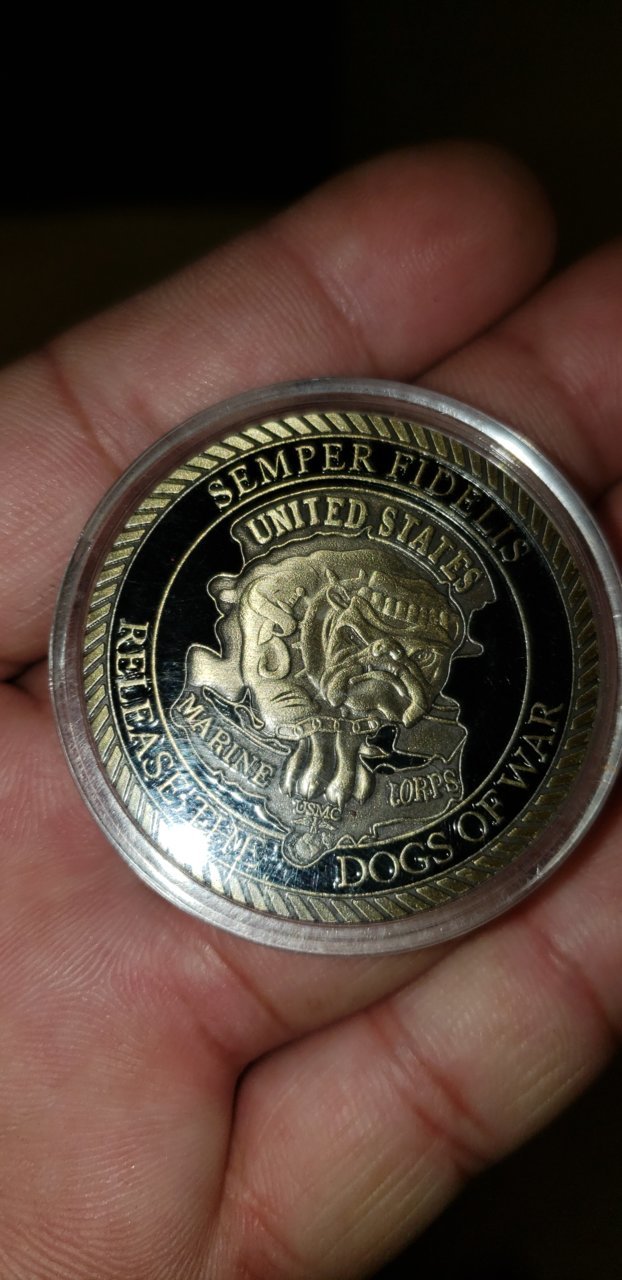 SEMPER FIDELIS
UNITED STATES
MARINE CORPS
USMC
RELEASE THE
DOGS OF WAR